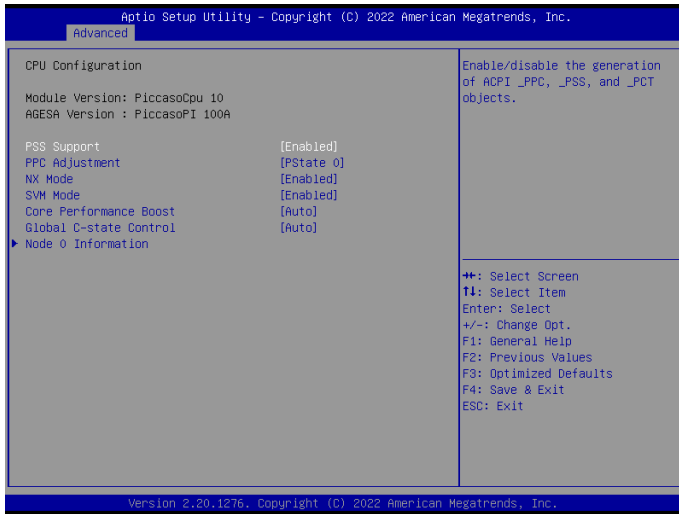 Aptio Setup Utility – Copyright (C) 2022 American Megatrends, Inc.
Advanced
CPU Configuration
Module Version: PiccasoCpu 10
AGESA Version : PiccasoPI 100A
PSS Support [Enabled]
PPC Adjustment [PState 0]
NX Mode [Enabled]
SVM Mode [Enabled]
Core Performance Boost [Auto]
Global C-state Control [Auto]
Node 0 Information
Enable/disable the generation
of ACPI _PPC, _PSS, and _PCT
objects.
→←: Select Screen
↑↓: Select Item
Enter: Select
+/-: Change Opt.
F1: General Help
F2: Previous Values
F3: Optimized Defaults
F4: Save & Exit
ESC: Exit
Version 2.20.1276. Copyright (C) 2022 American Megatrends, Inc.